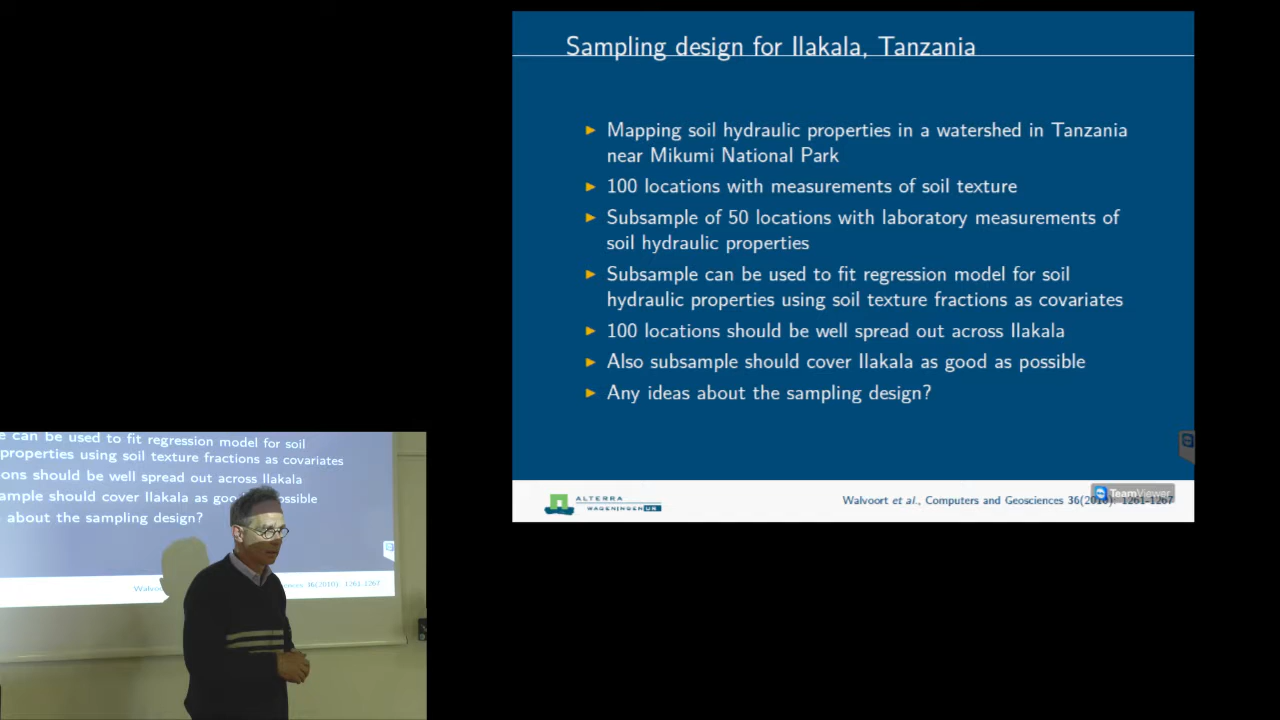 Sampling design for Ilakala, Tanzania
Mapping soil hydraulic properties in a watershed in Tanzania
near Mikumi National Park
100 locations with measurements of soil texture
Subsample of 50 locations with laboratory measurements of
soil hydraulic properties
Subsample can be used to fit regression model for soil
hydraulic properties using soil texture fractions as covariates
100 locations should be well spread out across Ilakala
Also subsample should cover Ilakala as good as possible
Any ideas about the sampling design?
ALTERRA
WAGENINGEN UR
Walvoort et al., Computers and Geosciences 36(2010): 1261-1267
TeamViewer
e can be used to fit regression model for soil
properties using soil texture fractions as covariates
ons should be well spread out across Ilakala
ample should cover Ilakala as good possible
about the sampling design?
36(2010): 1261-1267